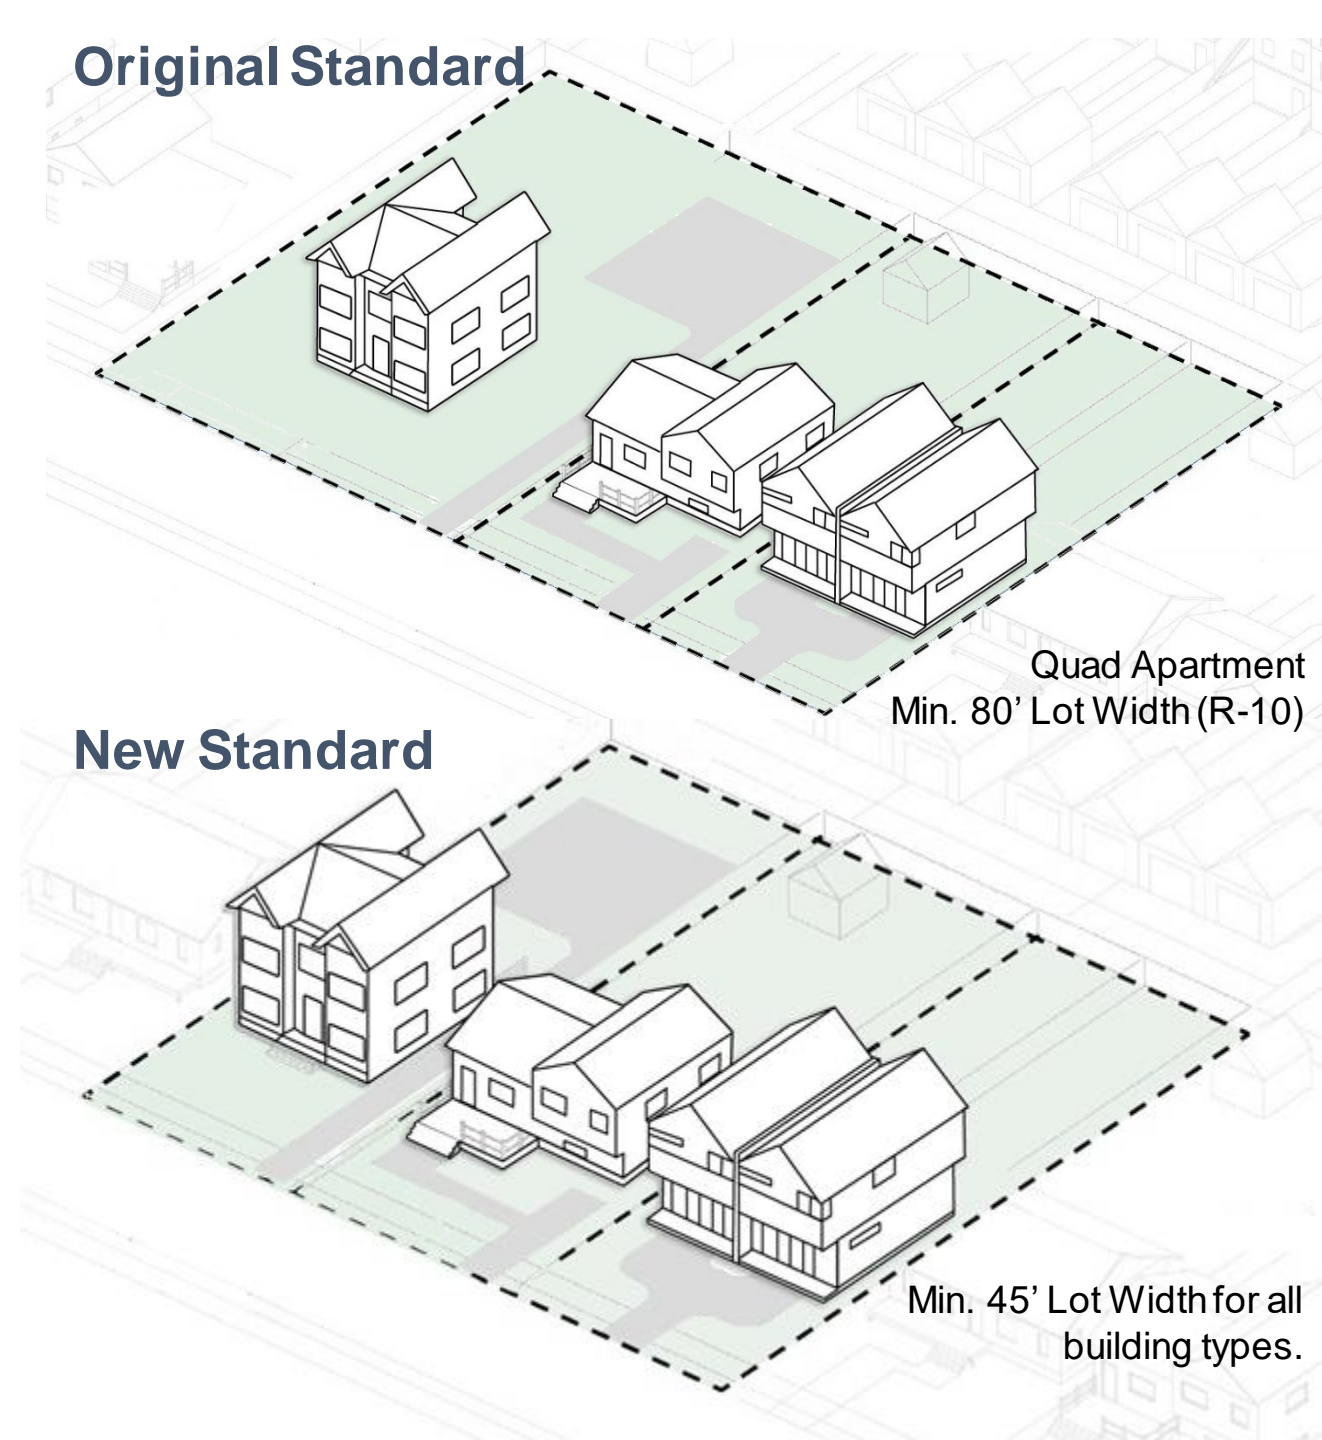 Original Standard
Quad Apartment
Min. 80’ Lot Width (R-10)
New Standard
Min. 45’ Lot Width for all
building types.